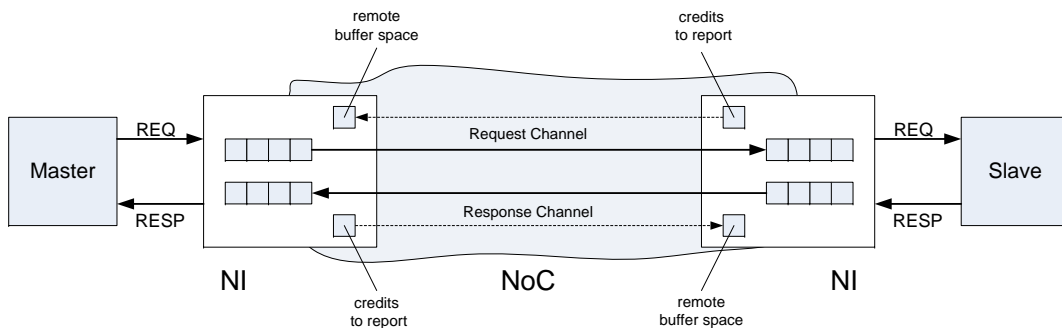 remote
buffer space
credits
to report
REQ
Request Channel
REQ
Master
Slave
RESP
Response Channel
RESP
NI
NoC
NI
credits
to report
remote
buffer space